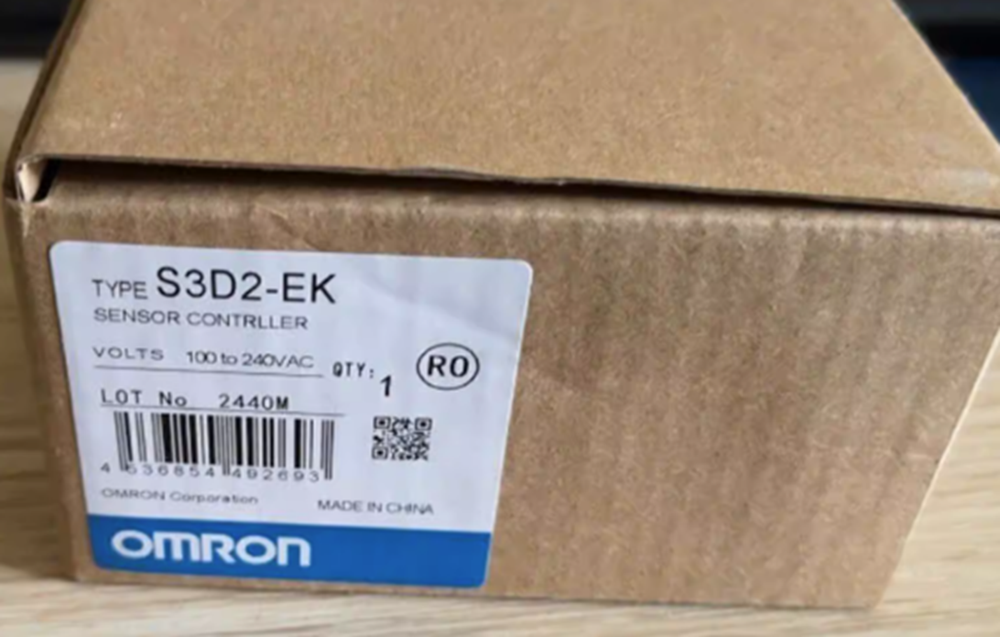 TYPE S3D2-EK
SENSOR CONTRLLER
VOLTS 100 to 240VAC
QTY: 1
RO
LOT No 2440M
4 536854 492693
OMRON Corporation
MADE IN CHINA
OMRON